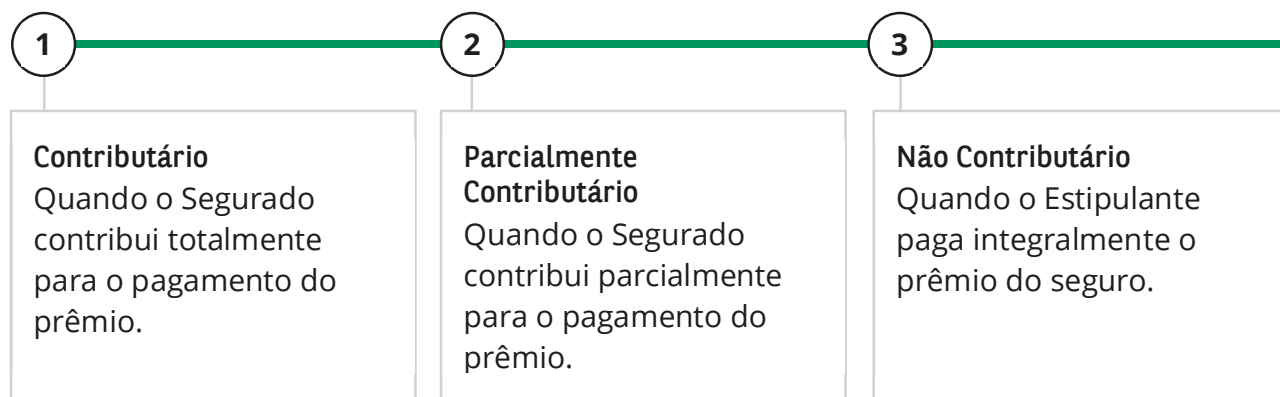 1
Contributário
Quando o Segurado
contribui totalmente
para o pagamento do
prêmio.
2
Parcialmente
Contributário
Quando o Segurado
contribui parcialmente
para o pagamento do
prêmio.
3
Não Contributário
Quando o Estipulante
paga integralmente o
prêmio do seguro.